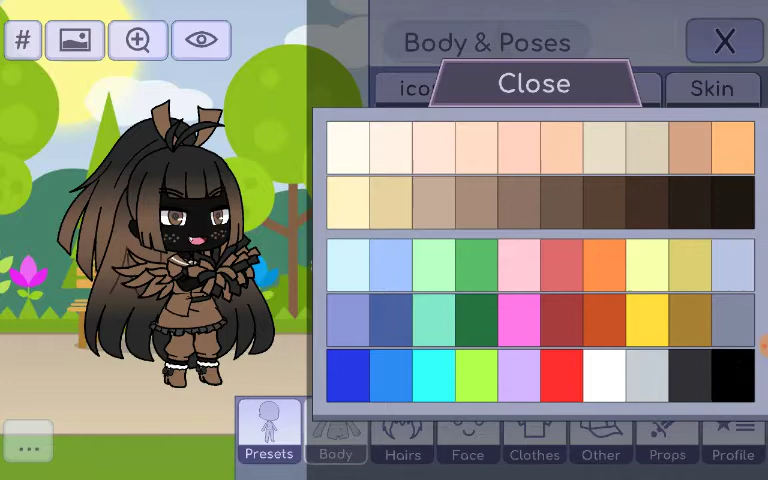 #
Body & Poses
X
Close
Skin
...
Presets
Body
Hairs
Face
Clothes
Other
Props
Profile